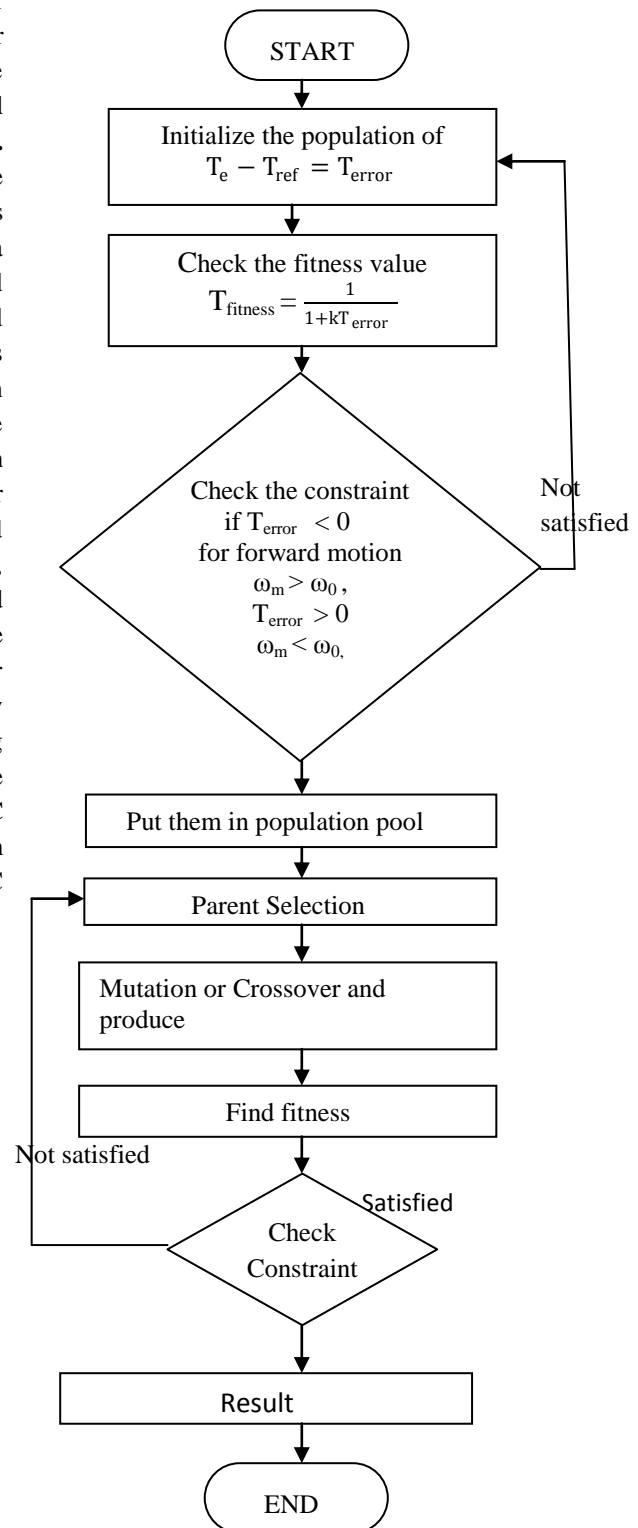 START
Initialize the population of
Te − Tref = Terror
Check the fitness value
Tfitness = 1/(1+kTerror)
Check the constraint
if Terror < 0
for forward motion
ωm > ω0 ,
Terror > 0
ωm < ω0,
Not
satisfied
Put them in population pool
Parent Selection
Mutation or Crossover and
produce
Find fitness
Not satisfied
Satisfied
Check
Constraint
Result
END